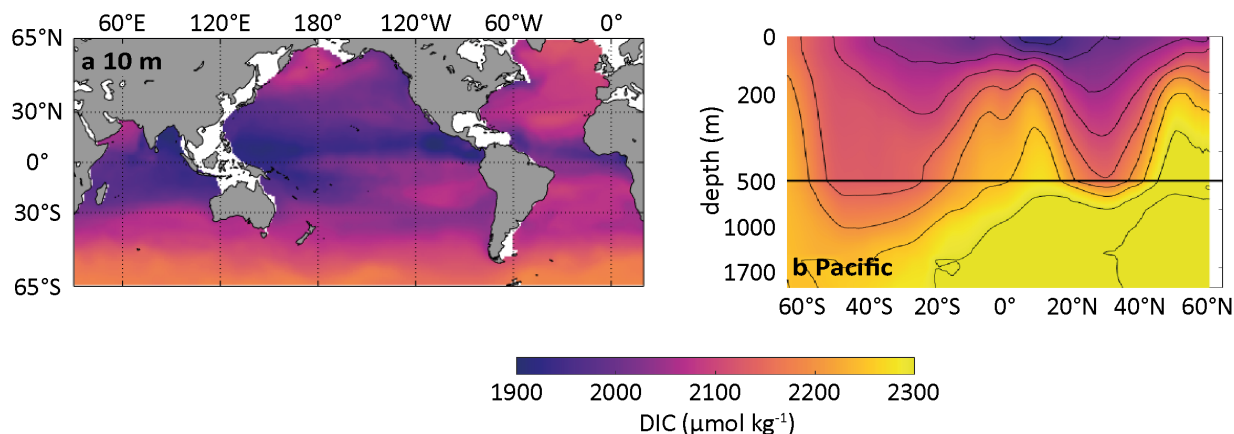 60°E 120°E 180° 120°W 60°W 0°
65°N
a 10 m
30°N
0°
30°S
65°S
0
200
500
1000
1700
depth (m)
b Pacific
60°S 40°S 20°S 0° 20°N 40°N 60°N
1900 2000 2100 2200 2300
DIC (µmol kg⁻¹)